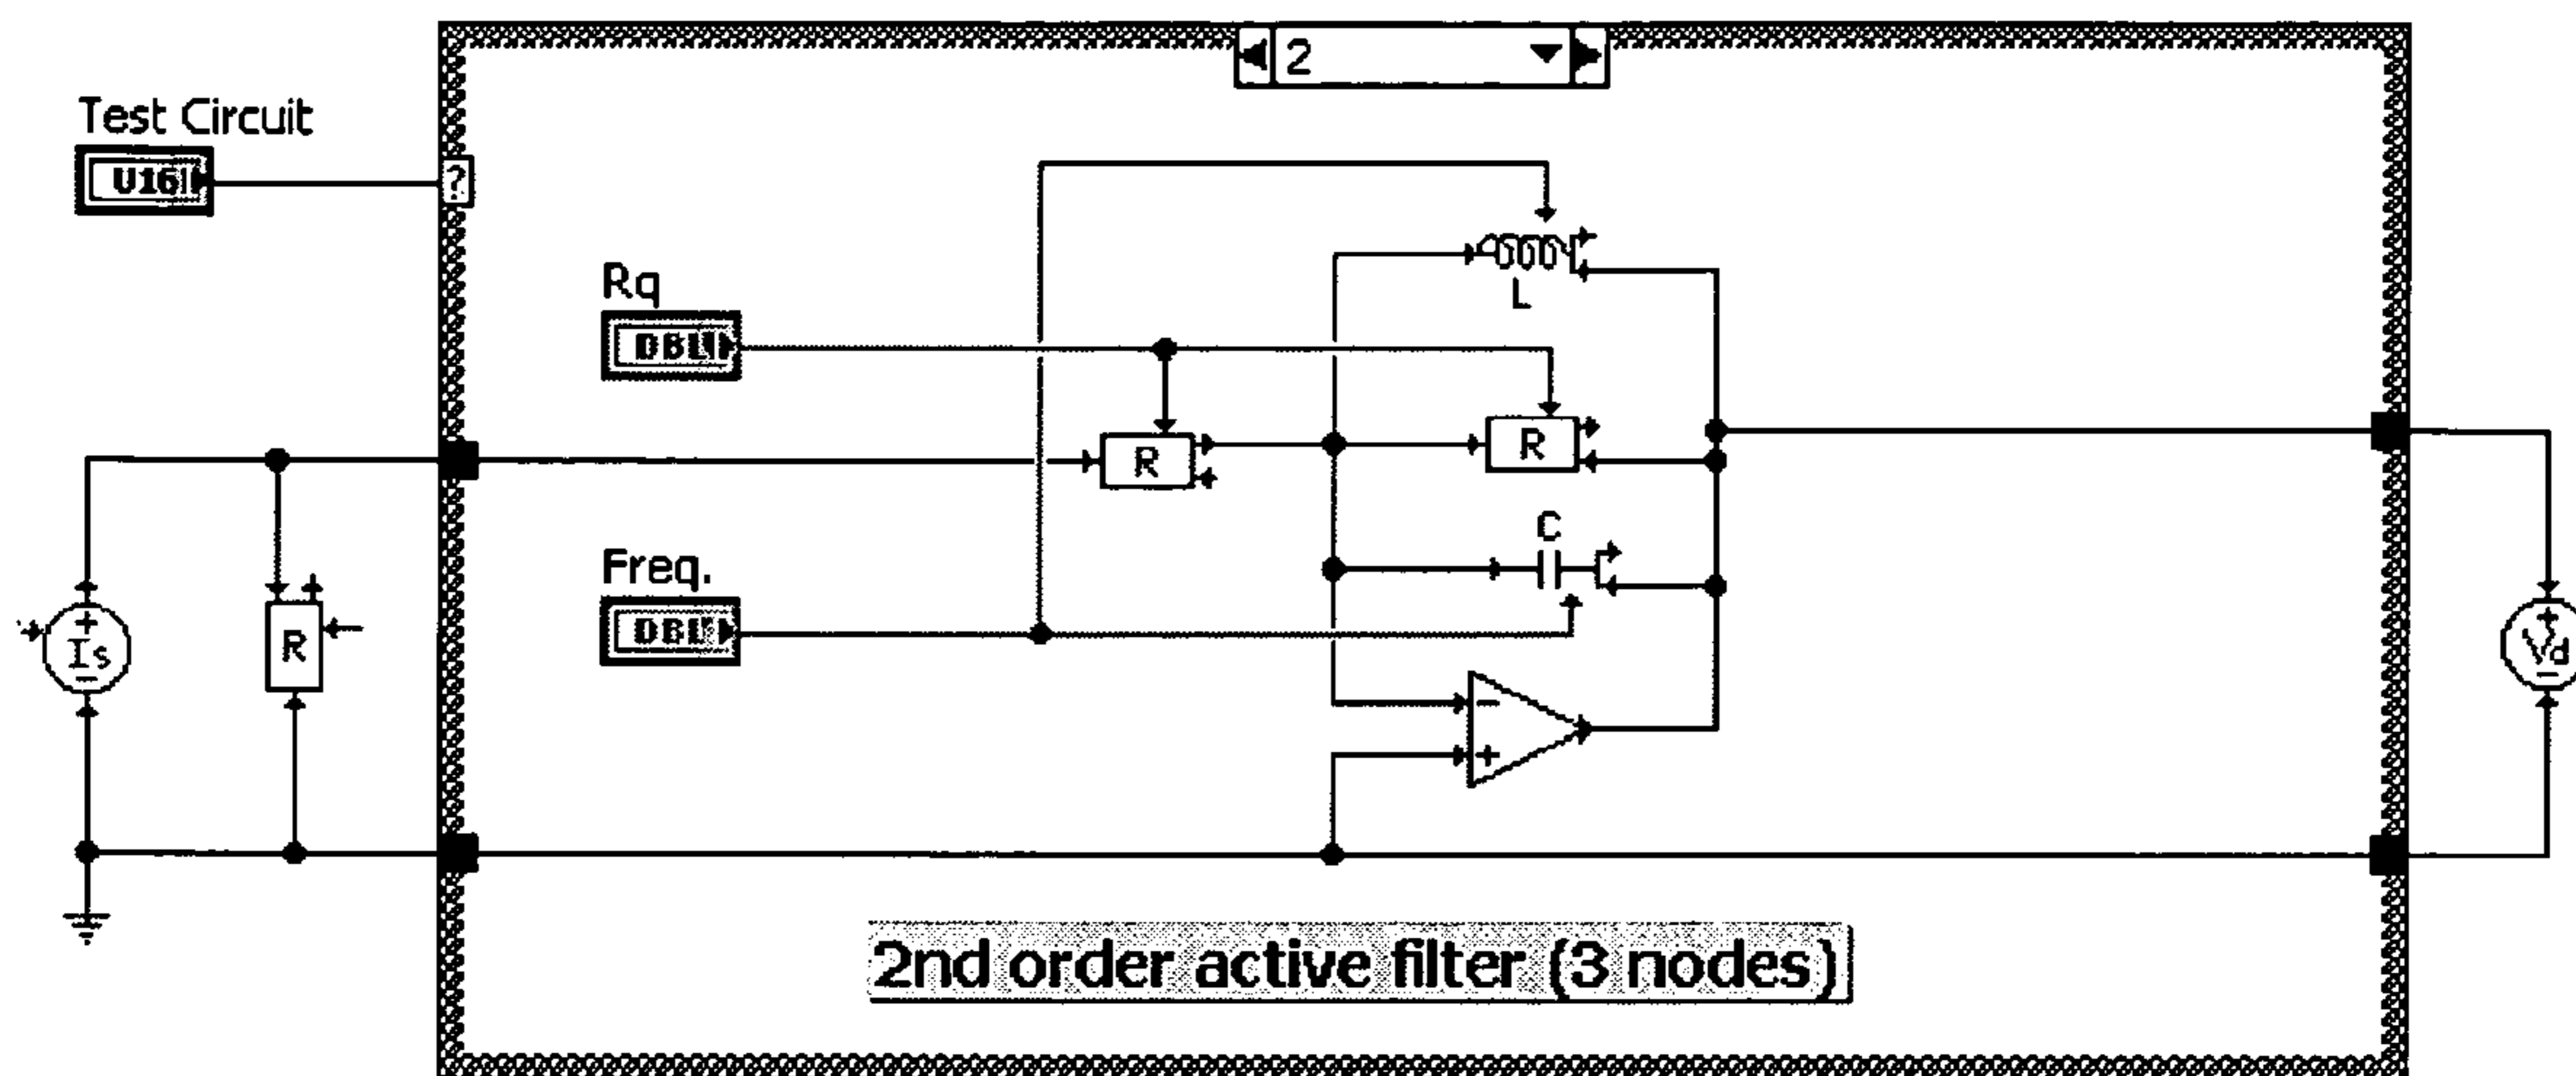 2
Test Circuit
U16
?
Rq
DBL
L
R
R
C
Freq.
DBL
+
Is
-
R
-
+
+
Vd
-
2nd order active filter (3 nodes)